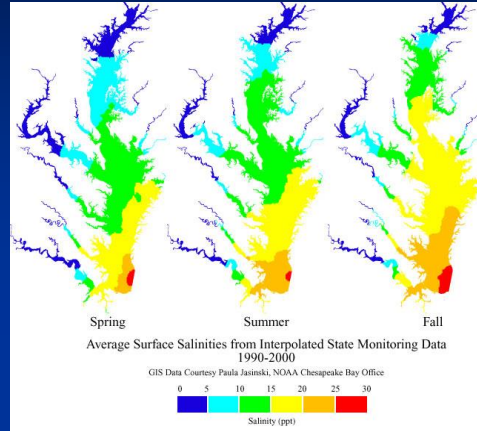 Spring Summer Fall
Average Surface Salinities from Interpolated State Monitoring Data
1990-2000
GIS Data Courtesy Paula Jasinski, NOAA Chesapeake Bay Office
0 5 10 15 20 25 30
Salinity (ppt)